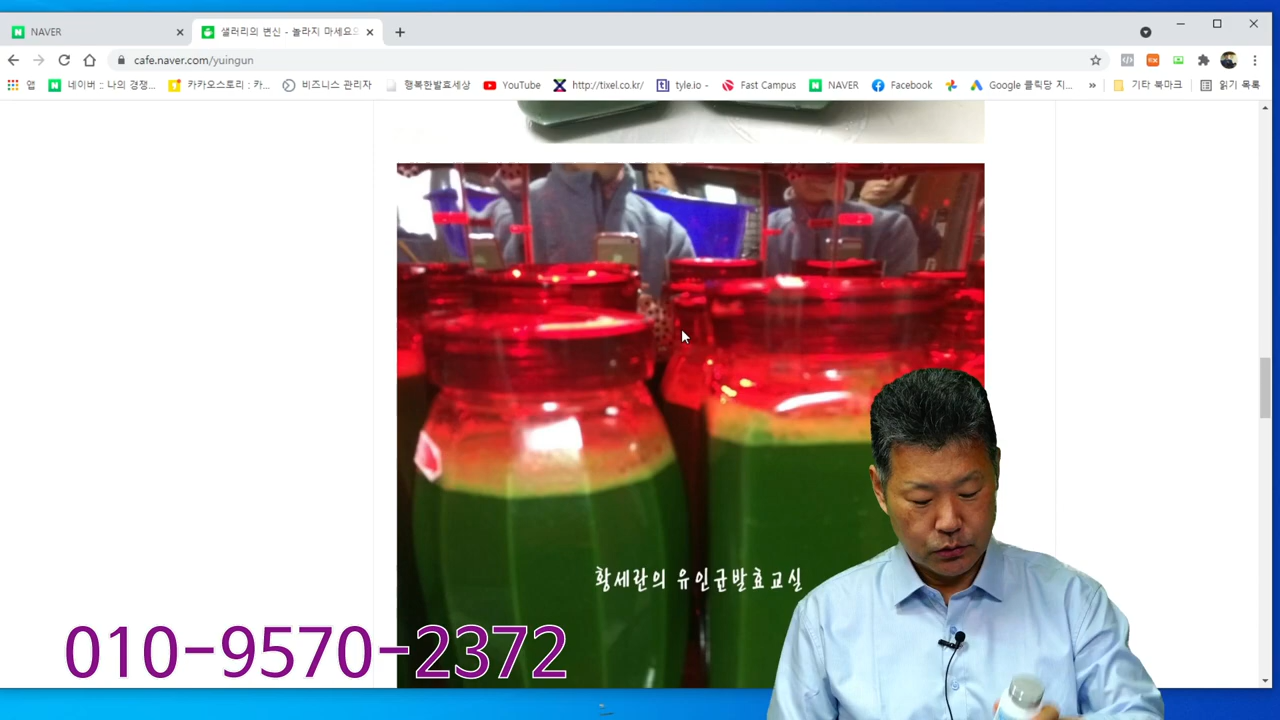 NAVER
샐러리의 변신 - 놀라지 마세요
cafe.naver.com/yuingun
앱
네이버 :: 나의 경쟁...
카카오스토리 : 카...
비즈니스 관리자
행복한발효세상
YouTube
http://tixel.co.kr/
tyle.io -
Fast Campus
NAVER
Facebook
Google 클릭당 지...
»
기타 북마크
읽기 목록
황세란의 유인균발효교실
010-9570-2372